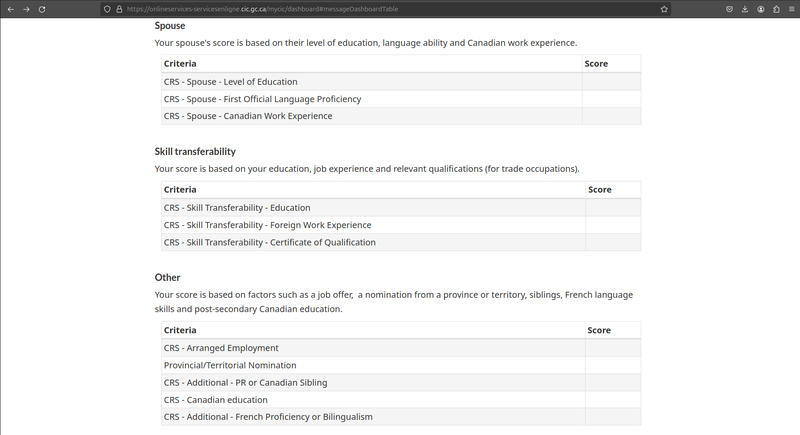 https://onlineservices-servicesenligne.cic.gc.ca/mycic/dashboard#messageDashboardTable
Spouse
Your spouse's score is based on their level of education, language ability and Canadian work experience.
Criteria Score
CRS - Spouse - Level of Education
CRS - Spouse - First Official Language Proficiency
CRS - Spouse - Canadian Work Experience
Skill transferability
Your score is based on your education, job experience and relevant qualifications (for trade occupations).
Criteria Score
CRS - Skill Transferability - Education
CRS - Skill Transferability - Foreign Work Experience
CRS - Skill Transferability - Certificate of Qualification
Other
Your score is based on factors such as a job offer,  a nomination from a province or territory, siblings, French language
skills and post-secondary Canadian education.
Criteria Score
CRS - Arranged Employment
Provincial/Territorial Nomination
CRS - Additional - PR or Canadian Sibling
CRS - Canadian education
CRS - Additional - French Proficiency or Bilingualism